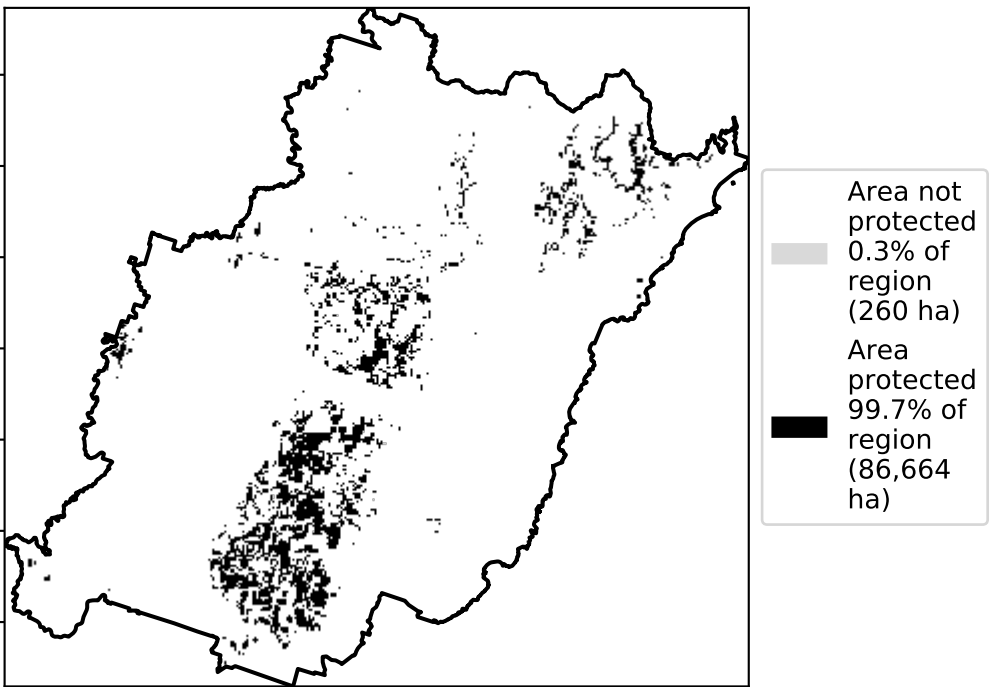 Area not
protected
0.3% of
region
(260 ha)
Area
protected
99.7% of
region
(86,664
ha)